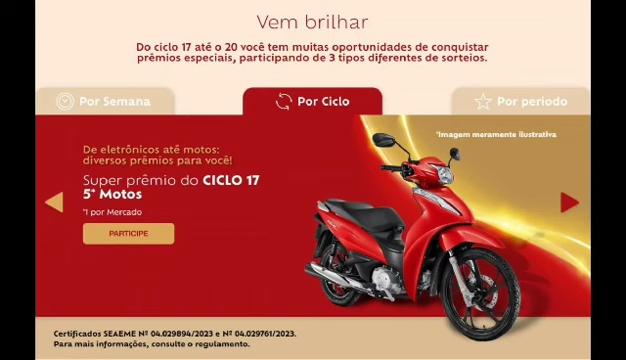 Vem brilhar
Do ciclo 17 até o 20 você tem muitas oportunidades de conquistar
prêmios especiais, participando de 3 tipos diferentes de sorteios.
Por Semana
Por Ciclo
Por período
*Imagem meramente ilustrativa
De eletrônicos até motos:
diversos prêmios para você!
Super prêmio do CICLO 17
5* Motos
*1 por Mercado
PARTICIPE
Certificados SEAEME Nº 04.029894/2023 e Nº 04.029761/2023.
Para mais informações, consulte o regulamento.